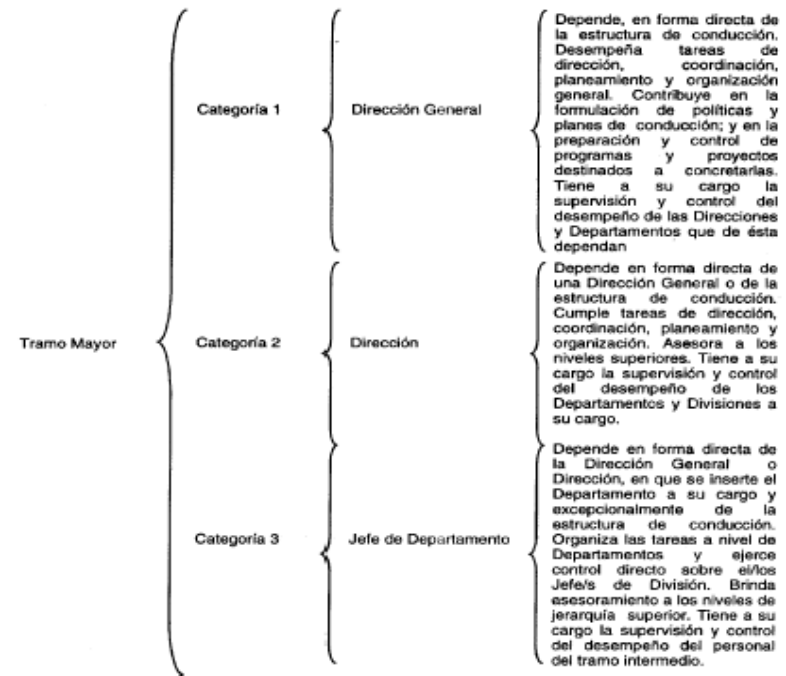 Tramo Mayor
Categoría 1
Dirección General
Depende, en forma directa de
la estructura de conducción.
Desempeña tareas de
dirección, coordinación,
planeamiento y organización
general. Contribuye en la
formulación de políticas y
planes de conducción; y en la
preparación y control de
programas y proyectos
destinados a concretarlas.
Tiene a su cargo la
supervisión y control del
desempeño de las Direcciones
y Departamentos que de ésta
dependan
Categoría 2
Dirección
Depende en forma directa de
una Dirección General o de la
estructura de conducción.
Cumple tareas de dirección,
coordinación, planeamiento y
organización. Asesora a los
niveles superiores. Tiene a su
cargo la supervisión y control
del desempeño de los
Departamentos y Divisiones a
su cargo.
Categoría 3
Jefe de Departamento
Depende en forma directa de
la Dirección General o
Dirección, en que se inserte el
Departamento a su cargo y
excepcionalmente de la
estructura de conducción.
Organiza las tareas a nivel de
Departamentos y ejerce
control directo sobre el/los
Jefe/s de División. Brinda
asesoramiento a los niveles de
jerarquía superior. Tiene a su
cargo la supervisión y control
del desempeño del personal
del tramo intermedio.